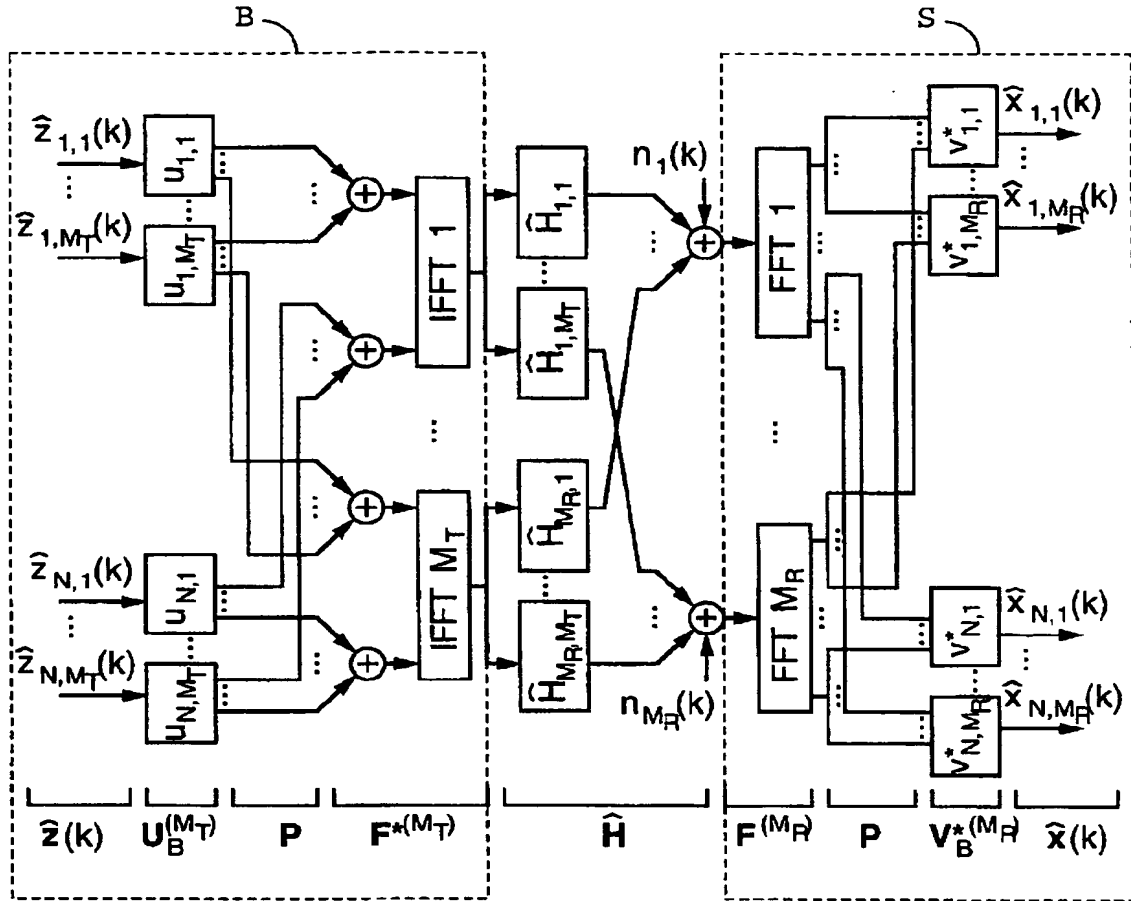 B
S
ẑ1,1(k)
...
ẑ1,MT(k)
u1,1
...
u1,MT
ẑN,1(k)
...
ẑN,MT(k)
uN,1
...
uN,MT
+
+
+
+
IFFT 1
...
IFFT MT
Ĥ1,1
...
Ĥ1,MT
ĤMR,1
...
ĤMR,MT
n1(k)
+
+
nMR(k)
FFT 1
...
FFT MR
v*1,1
...
v*1,MR
v*N,1
...
v*N,MR
x̂1,1(k)
...
x̂1,MR(k)
x̂N,1(k)
...
x̂N,MR(k)
ẑ(k) UB(MT) P F*(MT) Ĥ F(MR) P VB*(MR) x̂(k)